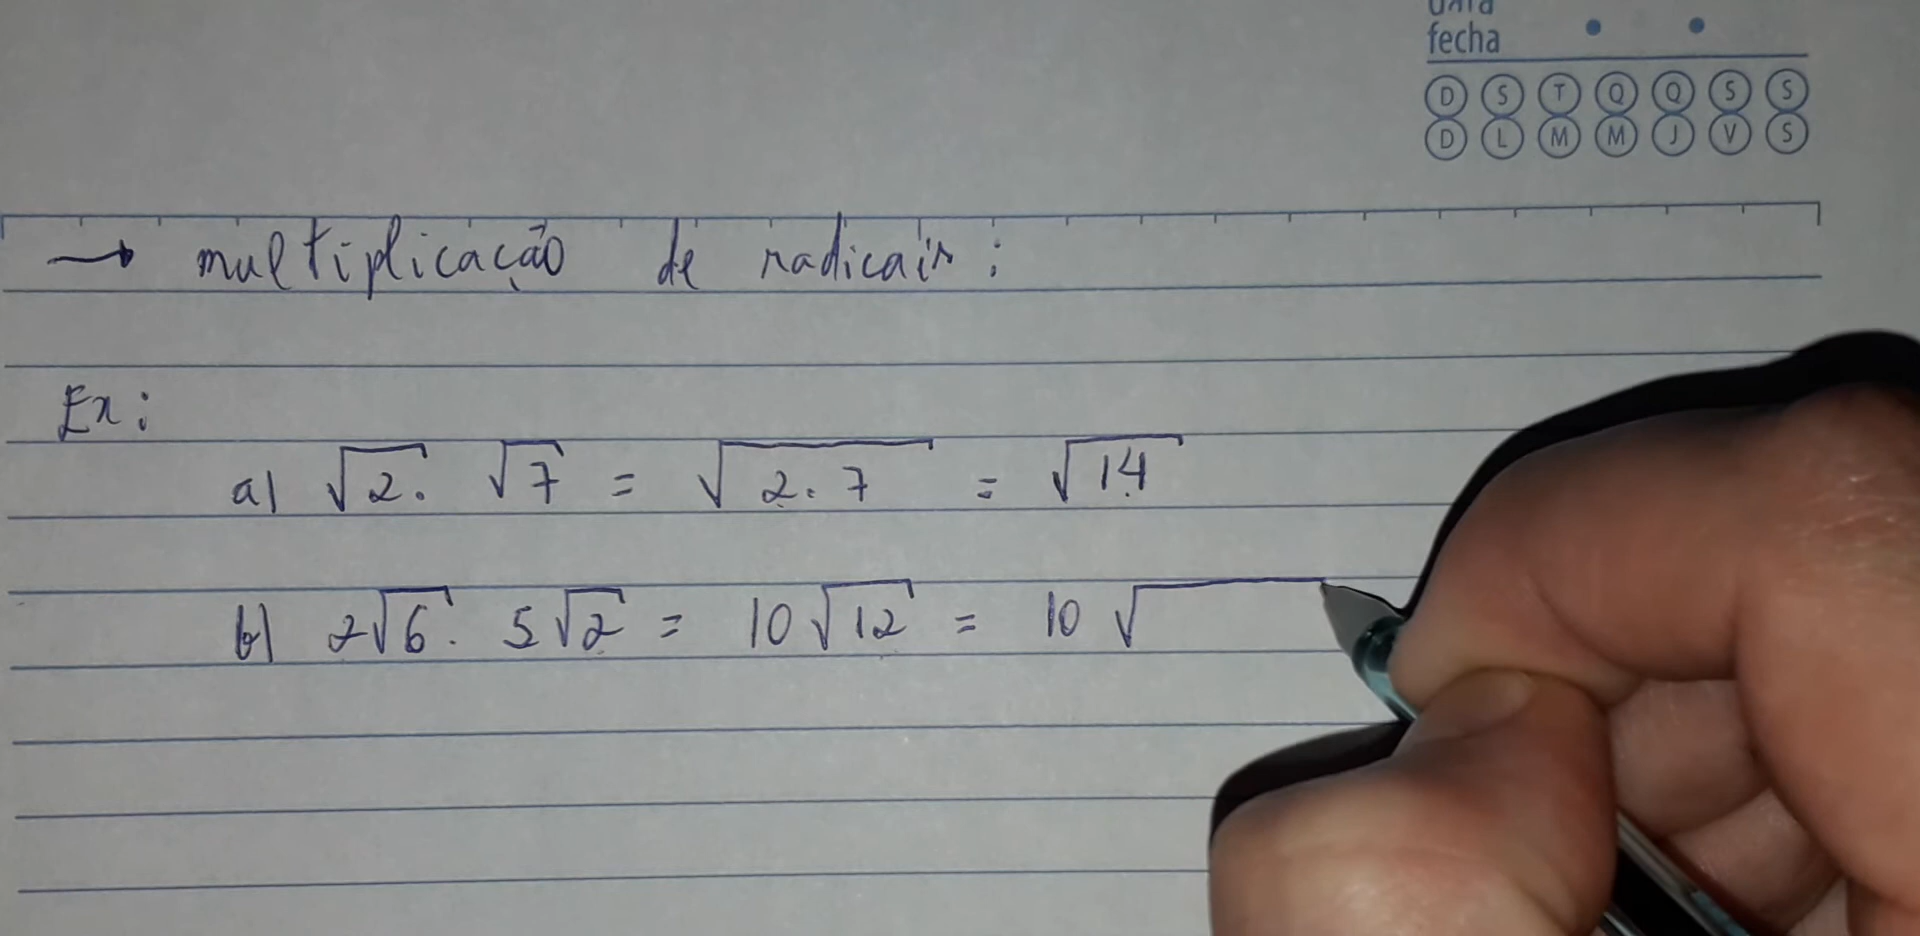 fecha
D S T Q Q S S
D L M M J V S
→ multiplicação de radicais:
Ex:
a) √2 . √7 = √2.7 = √14
b) 2√6 . 5√2 = 10√12 = 10√